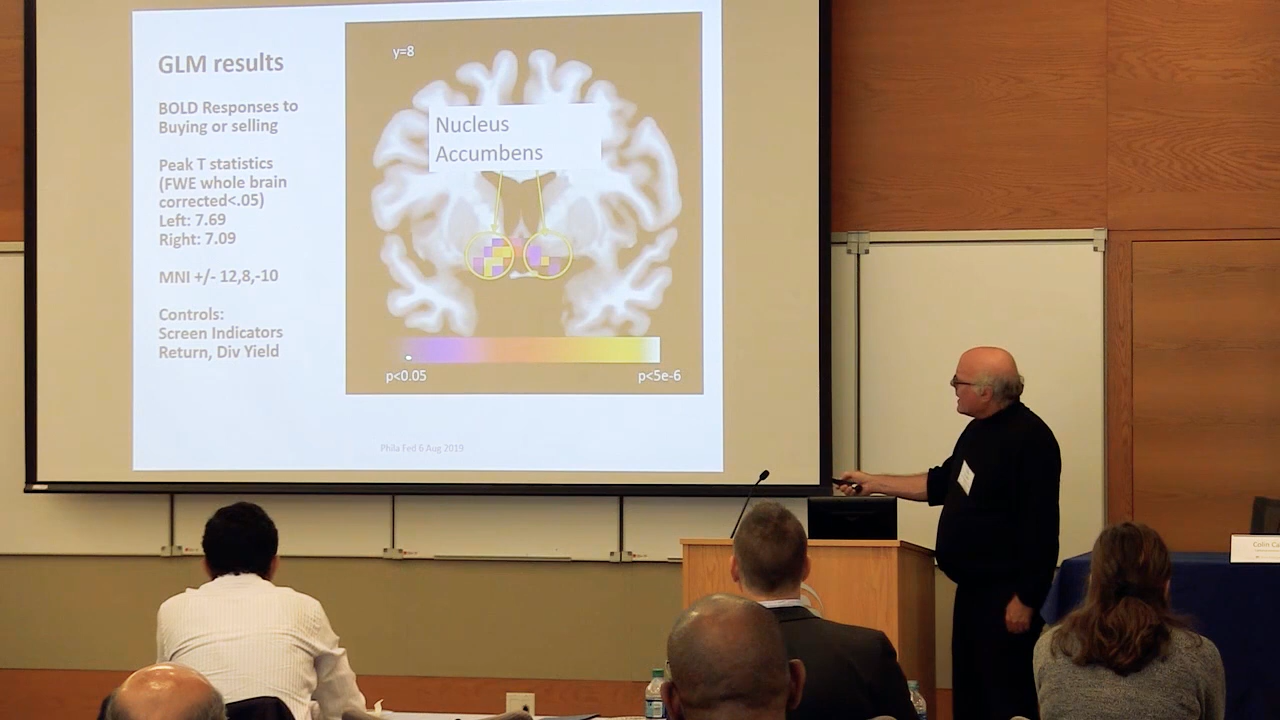 GLM results
BOLD Responses to
Buying or selling
Peak T statistics
(FWE whole brain
corrected<.05)
Left: 7.69
Right: 7.09
MNI +/- 12,8,-10
Controls:
Screen Indicators
Return, Div Yield
y=8
Nucleus
Accumbens
p<0.05
p<5e-6
Phila Fed 6 Aug 2019
Colin